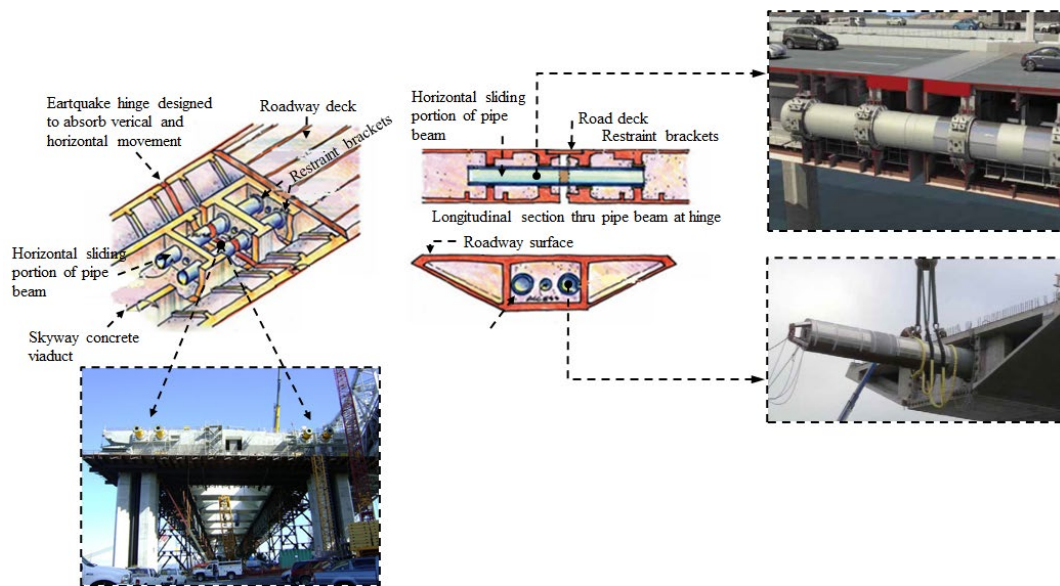 Eartquake hinge designed
to absorb verical and
horizontal movement
Roadway deck
Restraint brackets
Horizontal sliding
portion of pipe
beam
Skyway concrete
viaduct
Horizontal sliding
portion of pipe
beam
Road deck
Restraint brackets
Longitudinal section thru pipe beam at hinge
Roadway surface